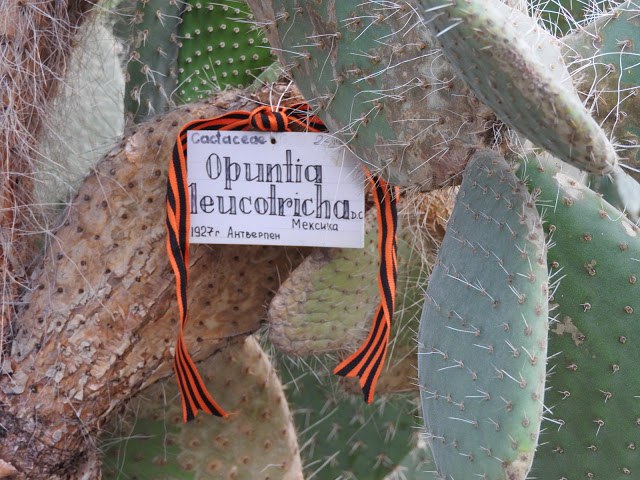 Cactaceae
Opuntia
leucotricha D.C
Мексика
1927г Антверпен